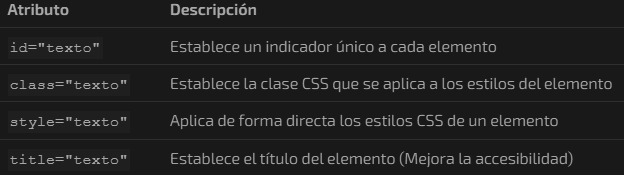 Atributo Descripción
id="texto" Establece un indicador único a cada elemento
class="texto" Establece la clase CSS que se aplica a los estilos del elemento
style="texto" Aplica de forma directa los estilos CSS de un elemento
title="texto" Establece el título del elemento (Mejora la accesibilidad)